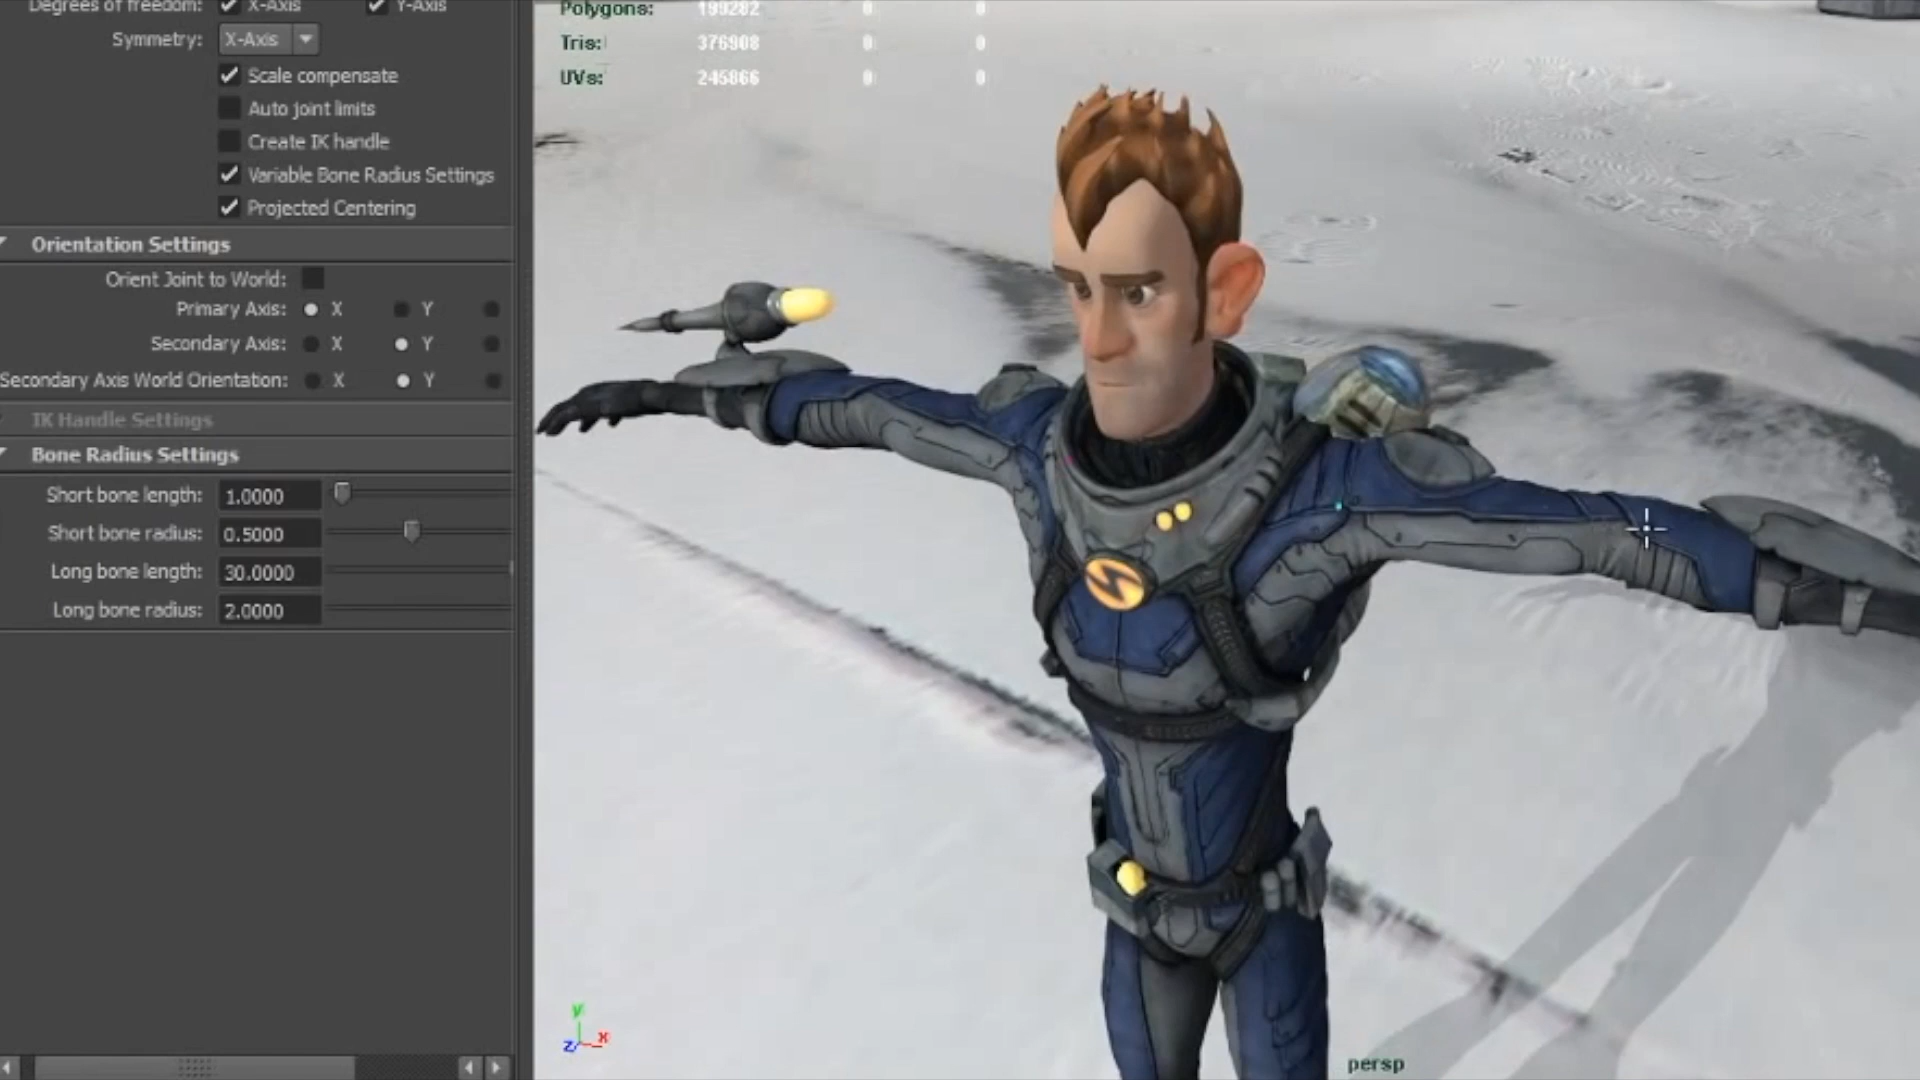 Degrees of freedom: X-Axis Y-Axis
Symmetry: X-Axis
Scale compensate
Auto joint limits
Create IK handle
Variable Bone Radius Settings
Projected Centering
Orientation Settings
Orient Joint to World:
Primary Axis: X Y
Secondary Axis: X Y
Secondary Axis World Orientation: X Y
IK Handle Settings
Bone Radius Settings
Short bone length: 1.0000
Short bone radius: 0.5000
Long bone length: 30.0000
Long bone radius: 2.0000
Polygons: 199282 0 0
Tris: 376908 0 0
UVs: 245866 0 0
y
z x
persp